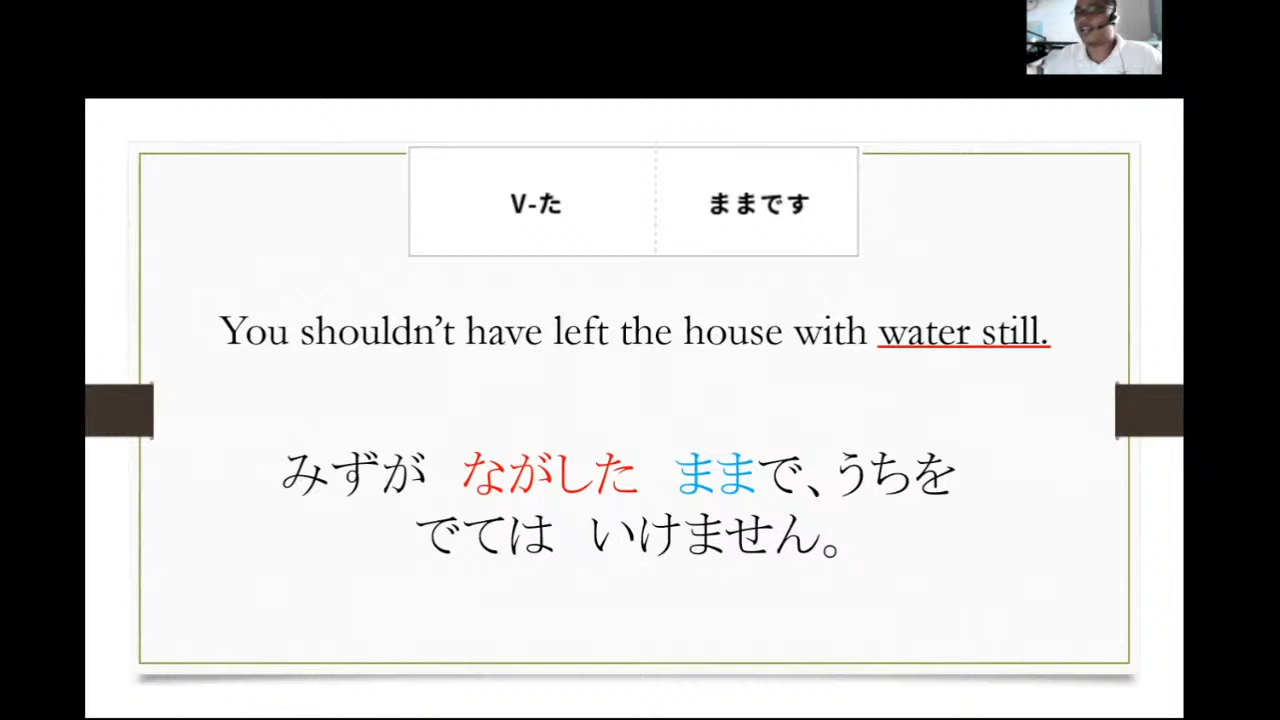 V-た ままです
You shouldn't have left the house with water still.
みずが ながした ままで、うちを
でては いけません。